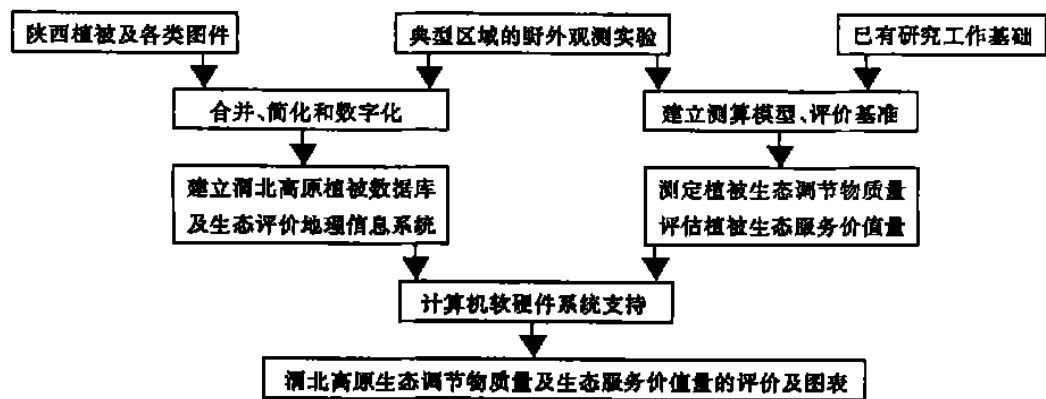 陕西植被及各类图件
典型区域的野外观测实验
已有研究工作基础
合并、简化和数字化
建立测算模型、评价基准
建立渭北高原植被数据库
及生态评价地理信息系统
测定植被生态调节物质量
评估植被生态服务价值量
计算机软硬件系统支持
渭北高原生态调节物质量及生态服务价值量的评价及图表